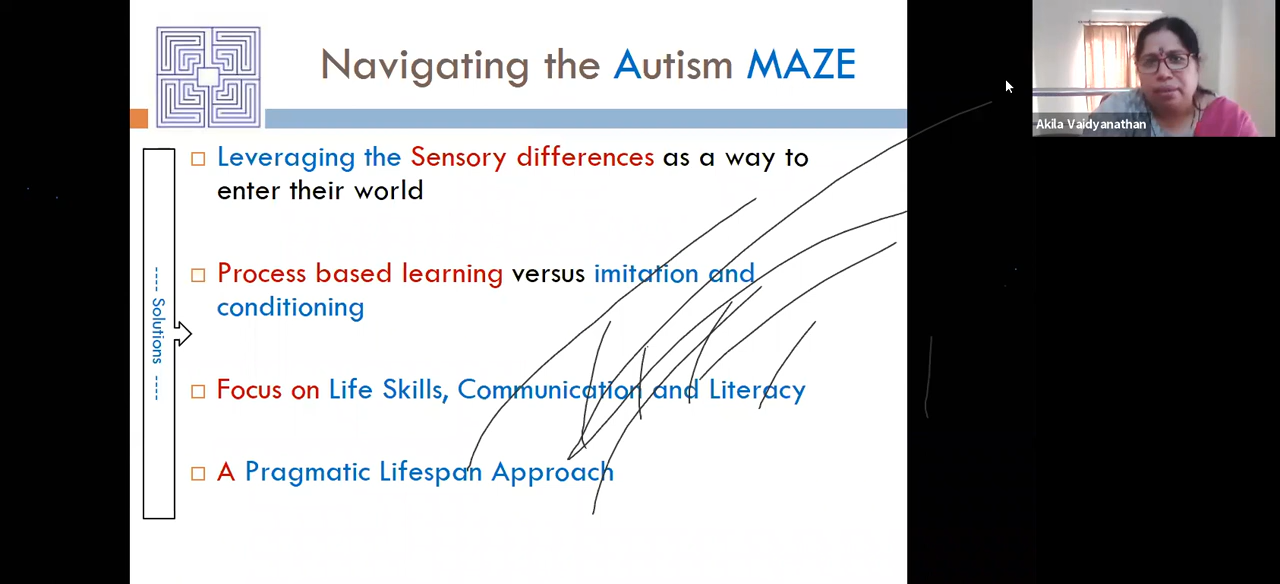 Navigating the Autism MAZE
Akila Vaidyanathan
Leveraging the Sensory differences as a way to
enter their world
Process based learning versus imitation and
conditioning
---- Solutions ----
Focus on Life Skills, Communication and Literacy
A Pragmatic Lifespan Approach